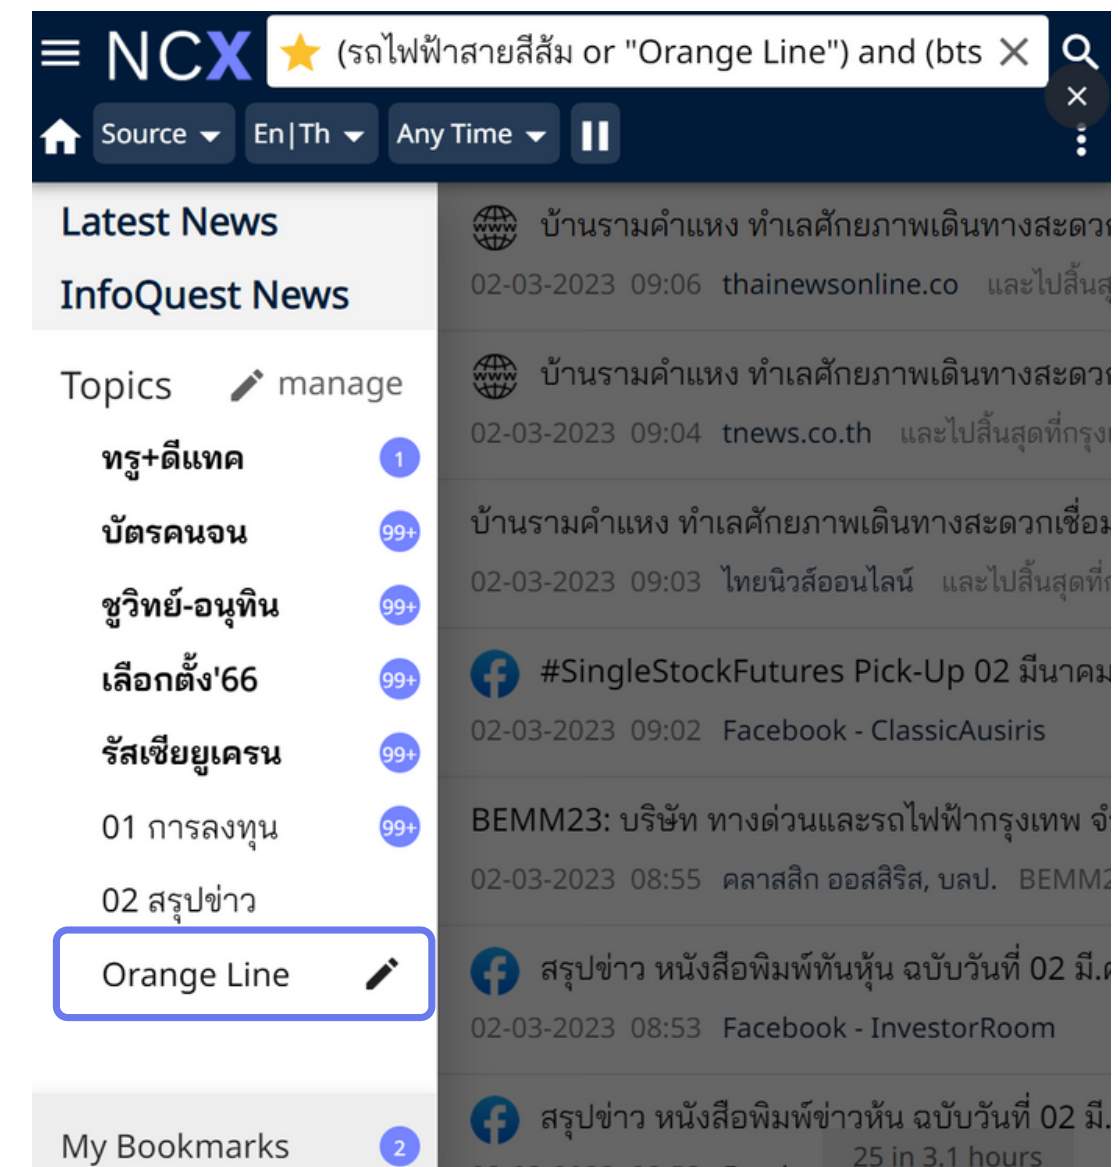 NCX (รถไฟฟ้าสายสีส้ม or "Orange Line") and (bts
Source En|Th Any Time
Latest News
InfoQuest News
Topics manage
ทรู+ดีแทค 1
บัตรคนจน 99+
ชูวิทย์-อนุทิน 99+
เลือกตั้ง'66 99+
รัสเซียยูเครน 99+
01 การลงทุน 99+
02 สรุปข่าว
Orange Line
My Bookmarks 2
www บ้านรามคำแหง ทำเลศักยภาพเดินทางสะดวก
02-03-2023 09:06 thainewsonline.co และไปสิ้นสุ
www บ้านรามคำแหง ทำเลศักยภาพเดินทางสะดวก
02-03-2023 09:04 tnews.co.th และไปสิ้นสุดที่กรุงเ
บ้านรามคำแหง ทำเลศักยภาพเดินทางสะดวกเชื่อม
02-03-2023 09:03 ไทยนิวส์ออนไลน์ และไปสิ้นสุดที่ก
#SingleStockFutures Pick-Up 02 มีนาคม
02-03-2023 09:02 Facebook - ClassicAusiris
BEMM23: บริษัท ทางด่วนและรถไฟฟ้ากรุงเทพ จำ
02-03-2023 08:55 คลาสสิก ออสสิริส, บลป. BEMM2
สรุปข่าว หนังสือพิมพ์ทันหุ้น ฉบับวันที่ 02 มี.ค
02-03-2023 08:53 Facebook - InvestorRoom
สรุปข่าว หนังสือพิมพ์ข่าวหุ้น ฉบับวันที่ 02 มี.
25 in 3.1 hours